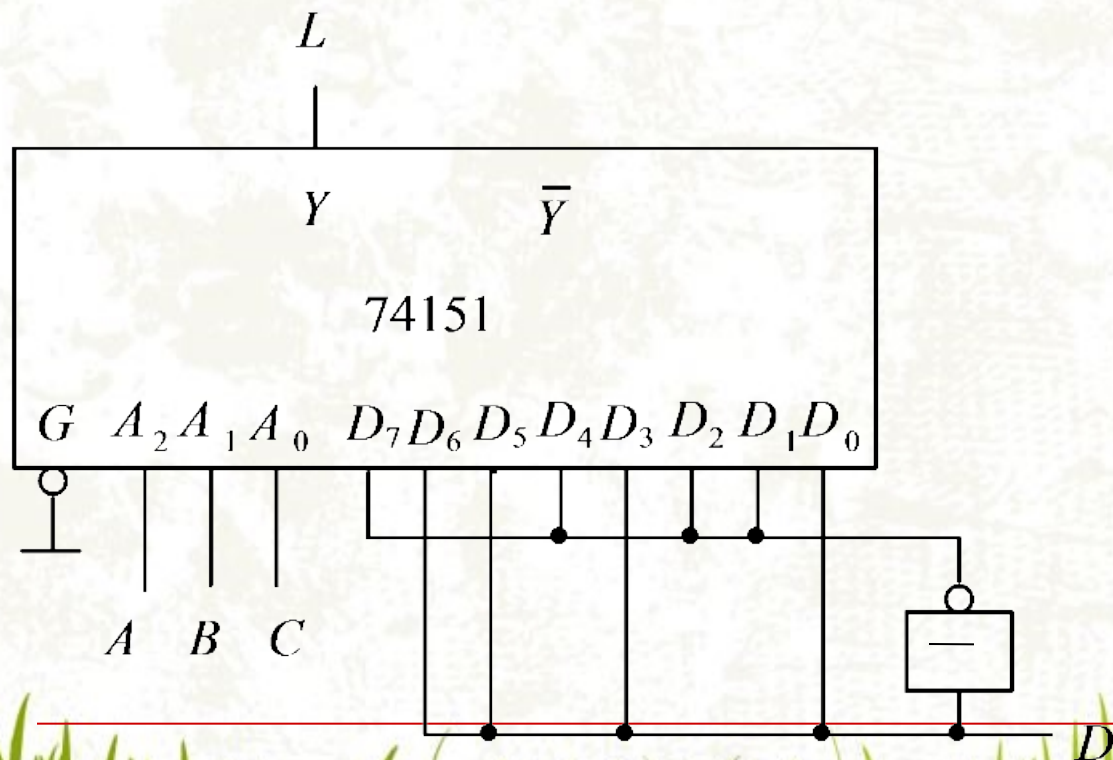 L
Y Y̅
74151
G A₂ A₁ A₀ D₇ D₆ D₅ D₄ D₃ D₂ D₁ D₀
A B C
D